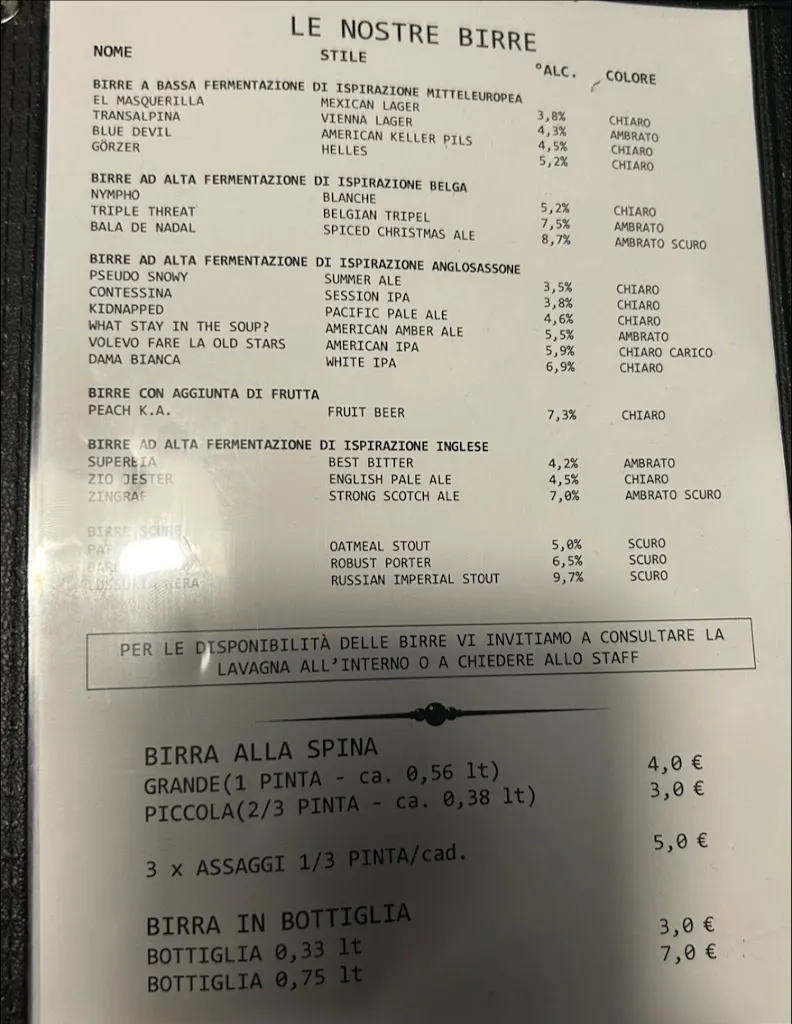 LE NOSTRE BIRRE
NOME STILE °ALC. COLORE
BIRRE A BASSA FERMENTAZIONE DI ISPIRAZIONE MITTELEUROPEA
EL MASQUERILLA MEXICAN LAGER 3,8% CHIARO
TRANSALPINA VIENNA LAGER 4,3% AMBRATO
BLUE DEVIL AMERICAN KELLER PILS 4,5% CHIARO
GÖRZER HELLES 5,2% CHIARO
BIRRE AD ALTA FERMENTAZIONE DI ISPIRAZIONE BELGA
NYMPHO BLANCHE 5,2% CHIARO
TRIPLE THREAT BELGIAN TRIPEL 7,5% AMBRATO
BALA DE NADAL SPICED CHRISTMAS ALE 8,7% AMBRATO SCURO
BIRRE AD ALTA FERMENTAZIONE DI ISPIRAZIONE ANGLOSASSONE
PSEUDO SNOWY SUMMER ALE 3,5% CHIARO
CONTESSINA SESSION IPA 3,8% CHIARO
KIDNAPPED PACIFIC PALE ALE 4,6% CHIARO
WHAT STAY IN THE SOUP? AMERICAN AMBER ALE 5,5% AMBRATO
VOLEVO FARE LA OLD STARS AMERICAN IPA 5,9% CHIARO CARICO
DAMA BIANCA WHITE IPA 6,9% CHIARO
BIRRE CON AGGIUNTA DI FRUTTA
PEACH K.A. FRUIT BEER 7,3% CHIARO
BIRRE AD ALTA FERMENTAZIONE DI ISPIRAZIONE INGLESE
SUPERBIA BEST BITTER 4,2% AMBRATO
ZIO JESTER ENGLISH PALE ALE 4,5% CHIARO
ZINGRAF STRONG SCOTCH ALE 7,0% AMBRATO SCURO
BIRRE SCURE
OATMEAL STOUT 5,0% SCURO
ROBUST PORTER 6,5% SCURO
RUSSIAN IMPERIAL STOUT 9,7% SCURO
PER LE DISPONIBILITÀ DELLE BIRRE VI INVITIAMO A CONSULTARE LA
LAVAGNA ALL'INTERNO O A CHIEDERE ALLO STAFF
BIRRA ALLA SPINA
GRANDE(1 PINTA - ca. 0,56 lt) 4,0 €
PICCOLA(2/3 PINTA - ca. 0,38 lt) 3,0 €
3 x ASSAGGI 1/3 PINTA/cad. 5,0 €
BIRRA IN BOTTIGLIA
BOTTIGLIA 0,33 lt 3,0 €
BOTTIGLIA 0,75 lt 7,0 €